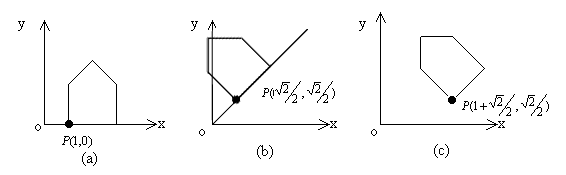 y
y
y
P(√2/2, √2/2)
P(1+√2/2, √2/2)
o
x
o
x
o
x
P(1,0)
(a)
(b)
(c)